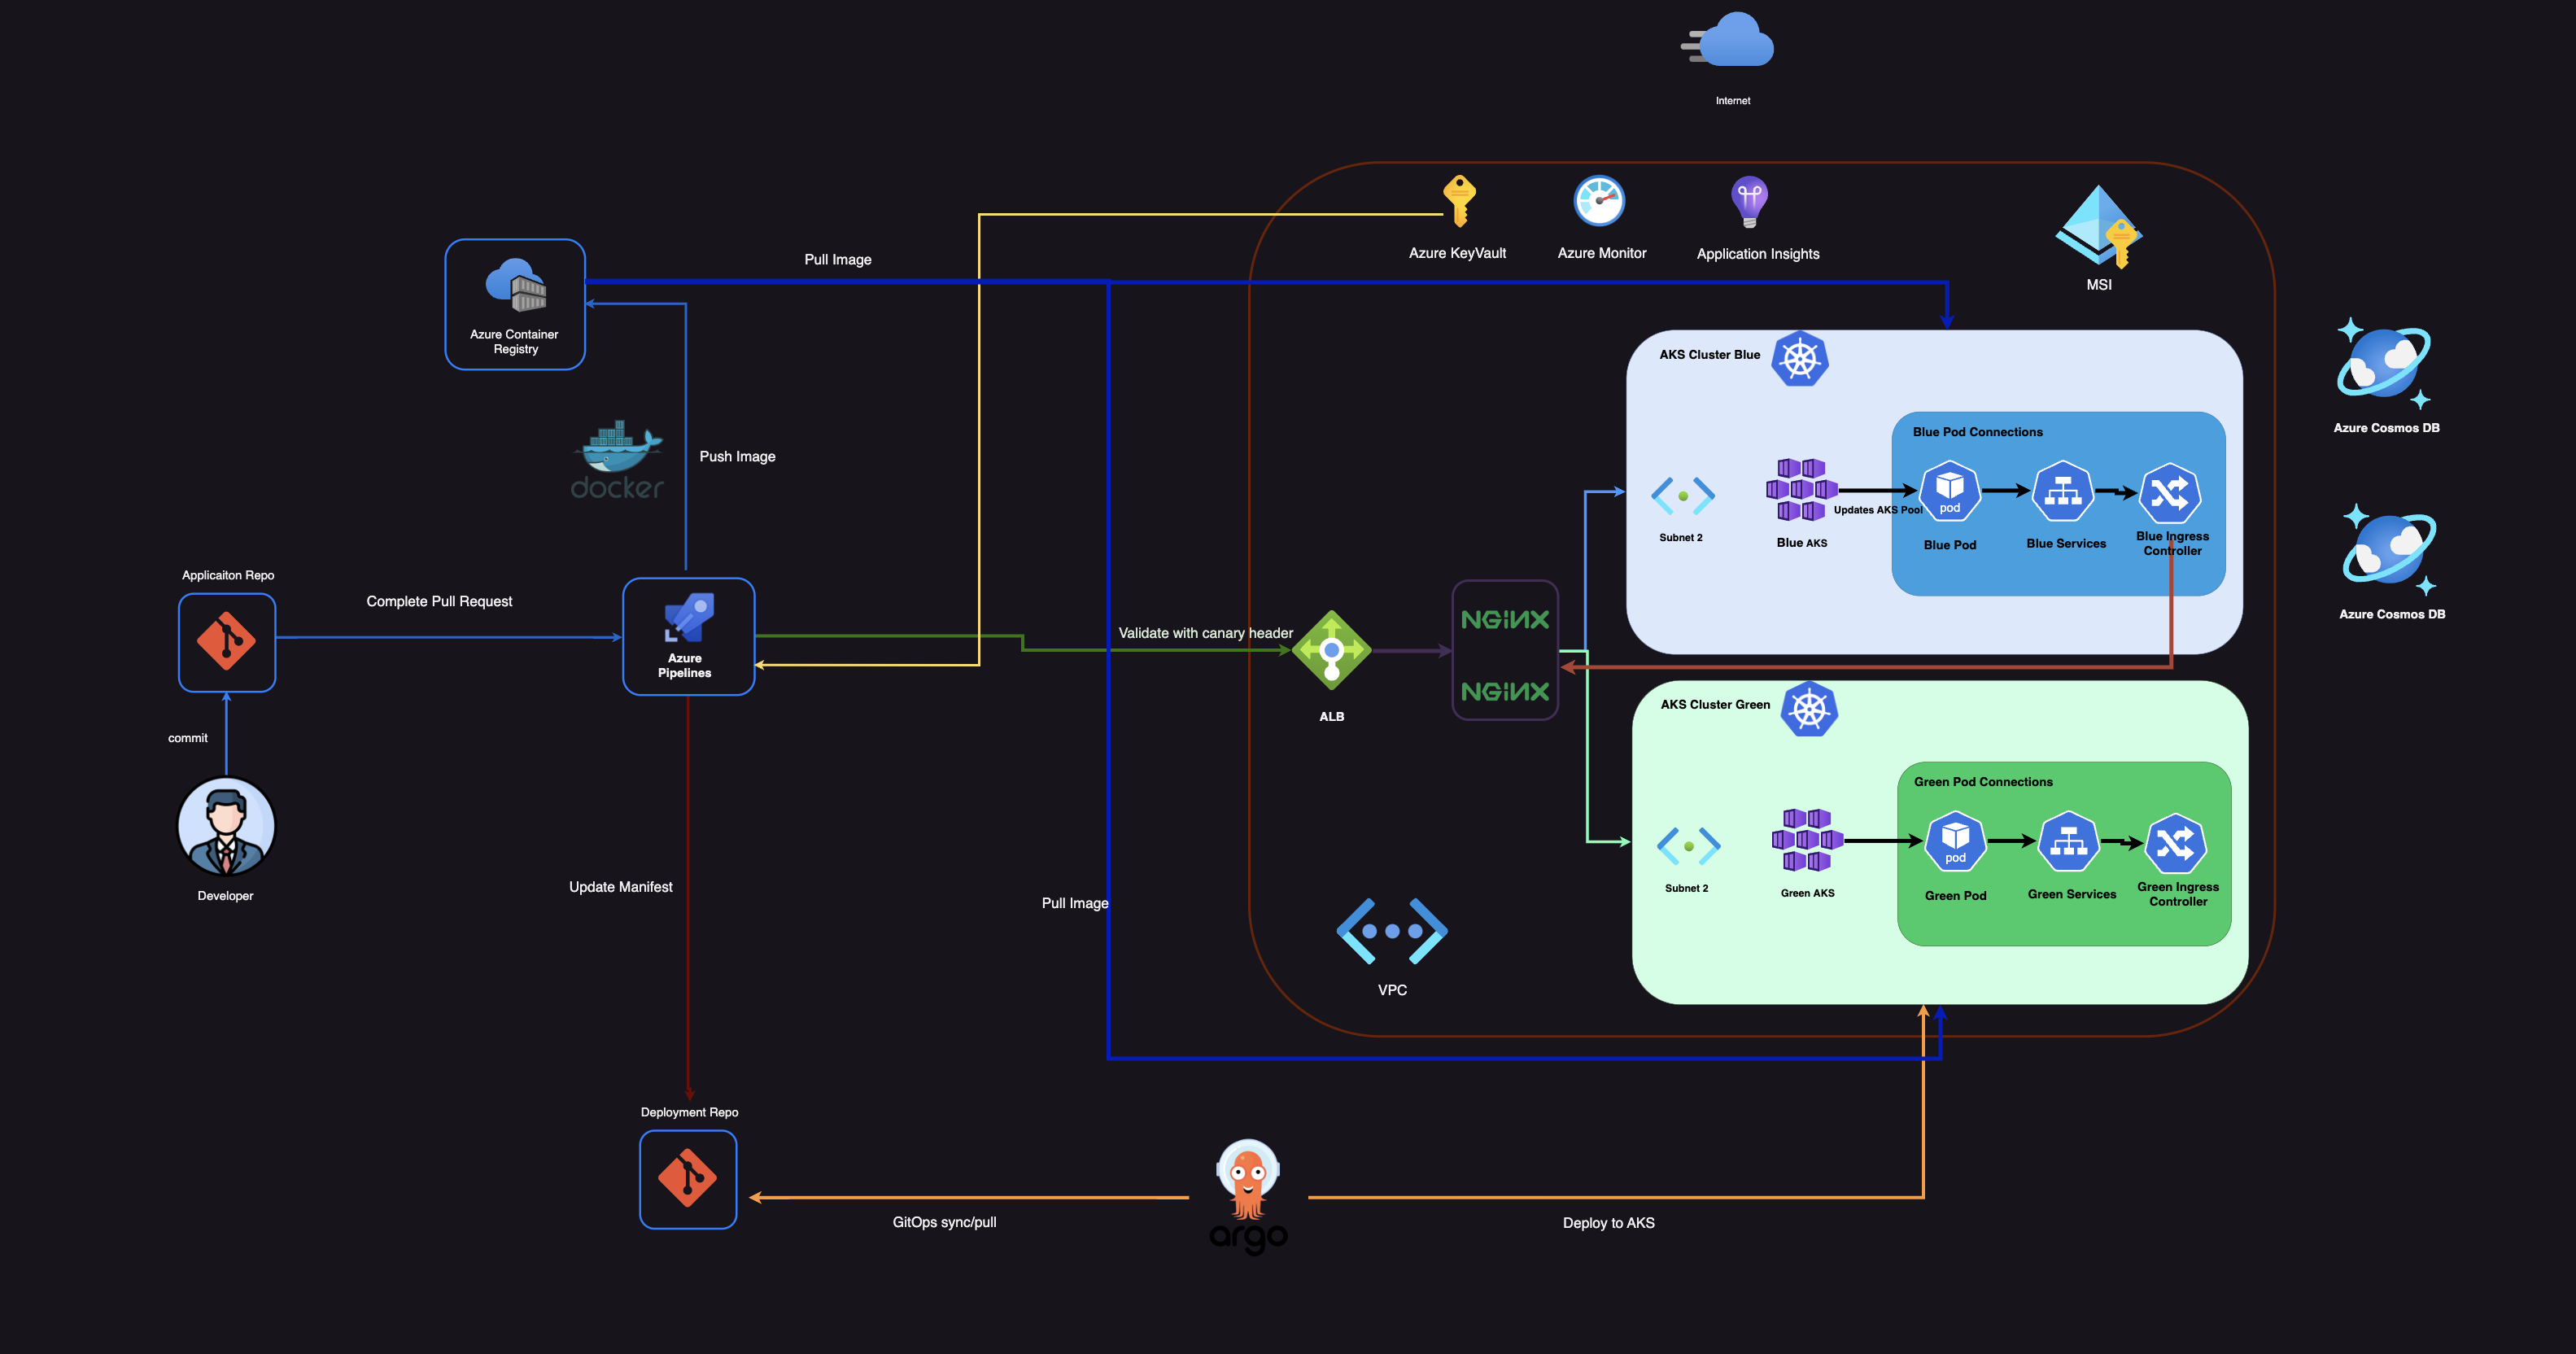 Internet
Azure KeyVault
Azure Monitor
Application Insights
MSI
Pull Image
Azure Container
Registry
AKS Cluster Blue
Azure Cosmos DB
Blue Pod Connections
docker
Push Image
pod
Updates AKS Pool
Subnet 2
Blue AKS
Blue Pod
Blue Services
Blue Ingress
Controller
Applicaiton Repo
Complete Pull Request
Azure
Pipelines
Validate with canary header
NGINX
NGINX
ALB
Azure Cosmos DB
commit
AKS Cluster Green
Green Pod Connections
pod
Subnet 2
Green AKS
Green Pod
Green Services
Green Ingress
Controller
Developer
Update Manifest
Pull Image
VPC
Deployment Repo
GitOps sync/pull
argo
Deploy to AKS